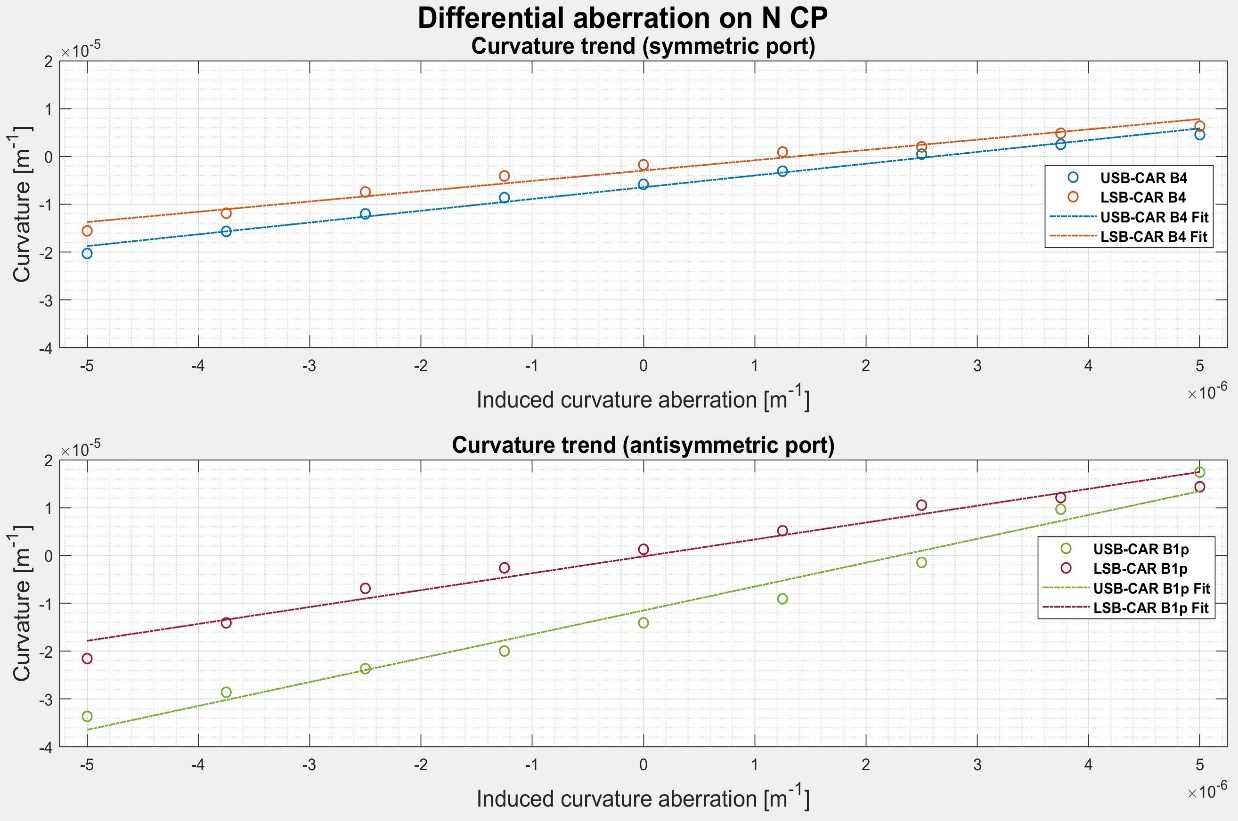 Differential aberration on N CP
Curvature trend (symmetric port)
×10⁻⁵
2
1
0
-1
-2
-3
-4
Curvature [m⁻¹]
USB-CAR B4
LSB-CAR B4
USB-CAR B4 Fit
LSB-CAR B4 Fit
-5 -4 -3 -2 -1 0 1 2 3 4 5
×10⁻⁶
Induced curvature aberration [m⁻¹]
Curvature trend (antisymmetric port)
×10⁻⁵
2
1
0
-1
-2
-3
-4
Curvature [m⁻¹]
USB-CAR B1p
LSB-CAR B1p
USB-CAR B1p Fit
LSB-CAR B1p Fit
-5 -4 -3 -2 -1 0 1 2 3 4 5
×10⁻⁶
Induced curvature aberration [m⁻¹]